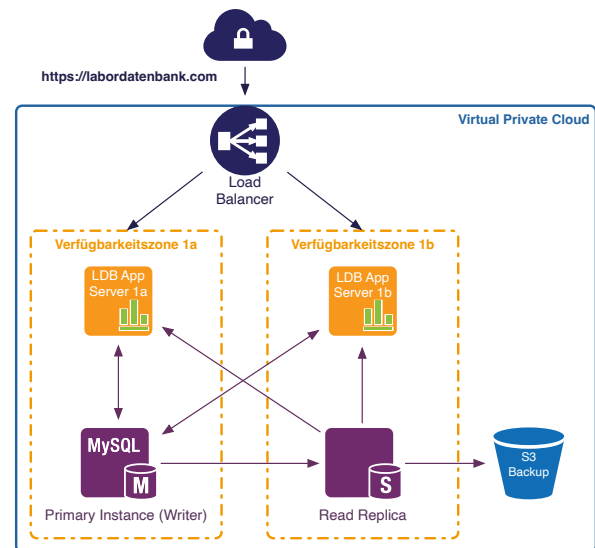 https://labordatenbank.com
Virtual Private Cloud
Load
Balancer
Verfügbarkeitszone 1a
Verfügbarkeitszone 1b
LDB App
Server 1a
LDB App
Server 1b
MySQL
M
S
S3
Backup
Primary Instance (Writer)
Read Replica